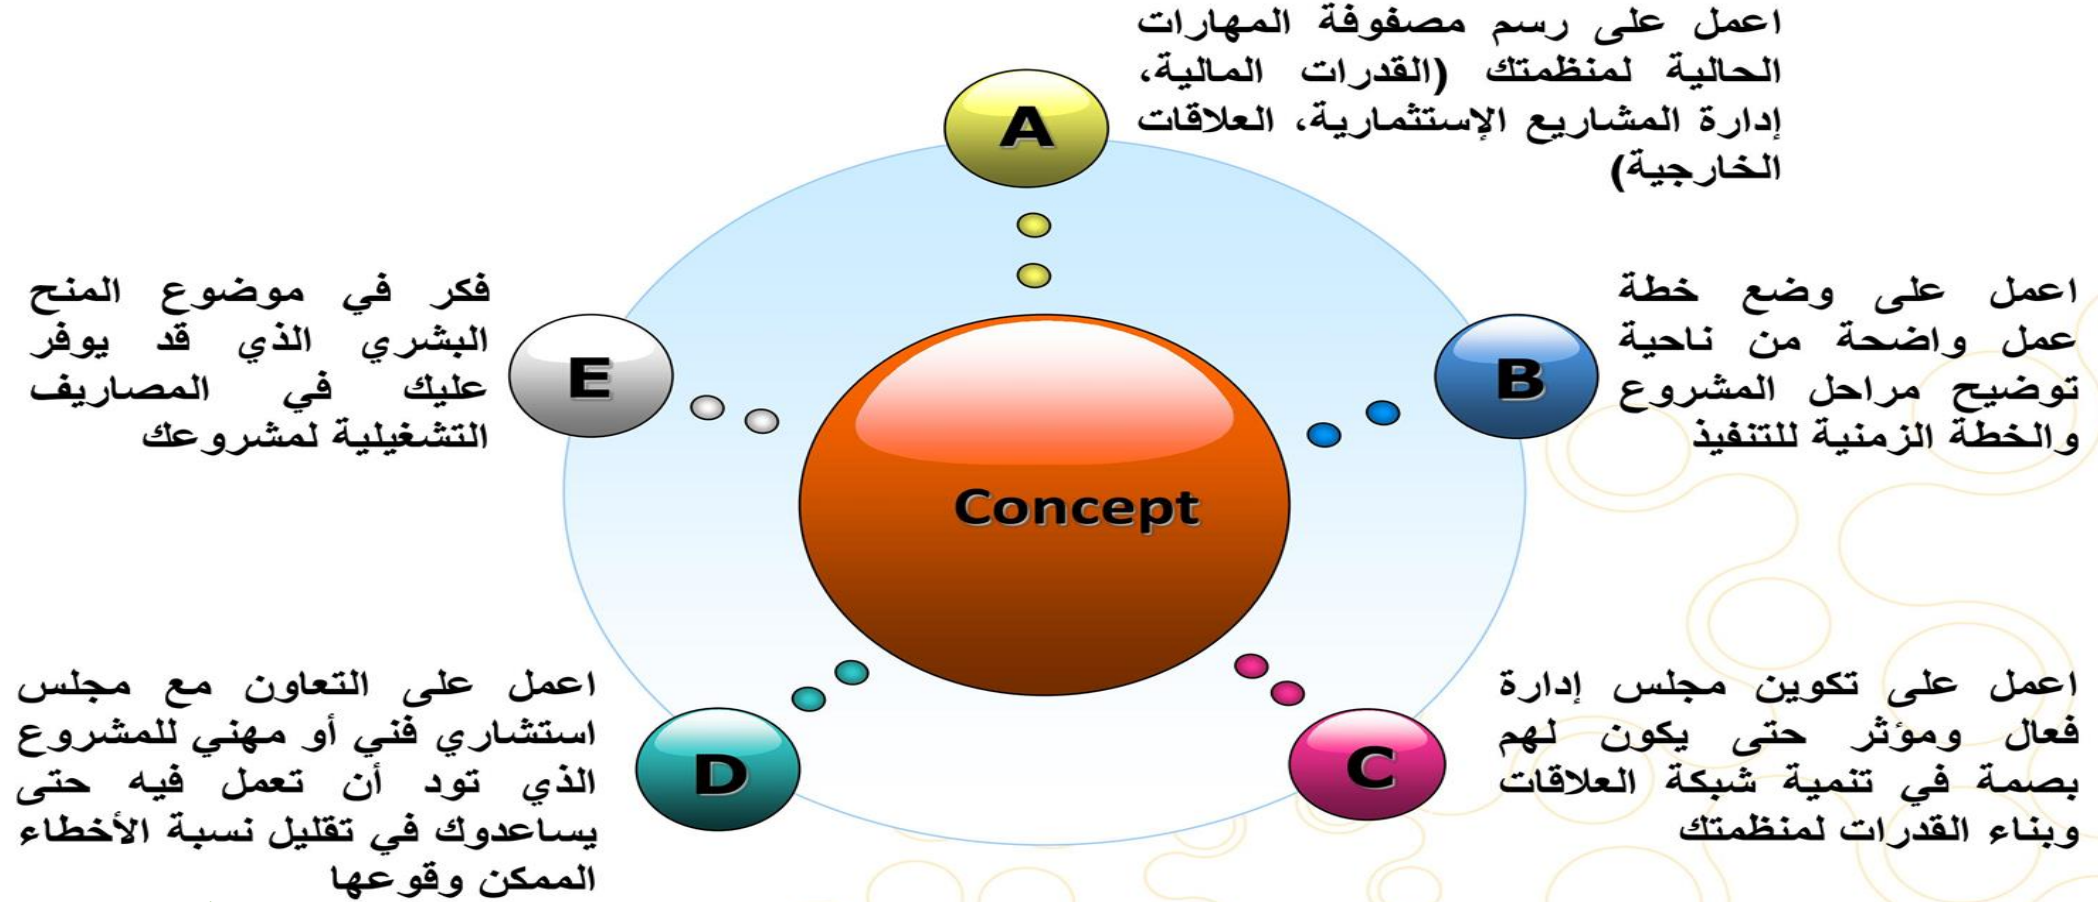 A
اعمل على رسم مصفوفة المهارات
الحالية لمنظمتك (القدرات المالية،
إدارة المشاريع الإستثمارية، العلاقات
الخارجية)
B
اعمل على وضع خطة
عمل واضحة من ناحية
توضيح مراحل المشروع
والخطة الزمنية للتنفيذ
C
اعمل على تكوين مجلس إدارة
فعال ومؤثر حتى يكون لهم
بصمة في تنمية شبكة العلاقات
وبناء القدرات لمنظمتك
D
اعمل على التعاون مع مجلس
استشاري فني أو مهني للمشروع
الذي تود أن تعمل فيه حتى
يساعدوك في تقليل نسبة الأخطاء
الممكن وقوعها
E
فكر في موضوع المنح
البشري الذي قد يوفر
عليك في المصاريف
التشغيلية لمشروعك
Concept